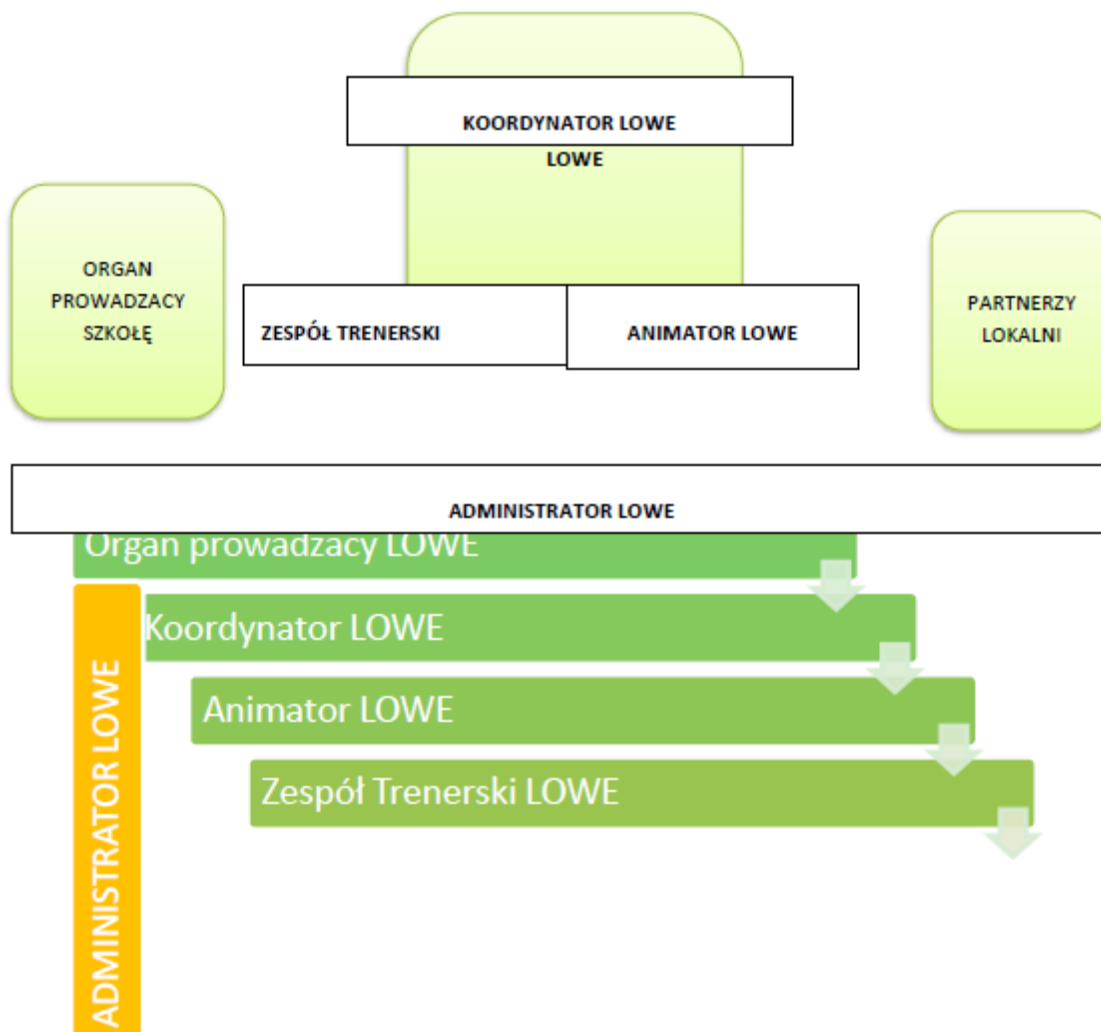 KOORDYNATOR LOWE
LOWE
ORGAN
PROWADZACY
SZKOŁĘ
ZESPÓŁ TRENERSKI
ANIMATOR LOWE
PARTNERZY
LOKALNI
ADMINISTRATOR LOWE
Organ prowadzacy LOWE
Koordynator LOWE
Animator LOWE
Zespół Trenerski LOWE
ADMINISTRATOR LOWE